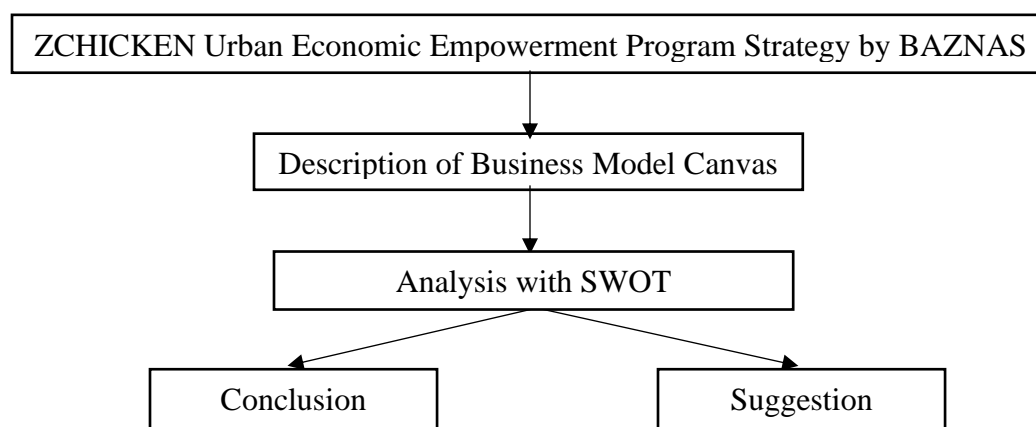 ZCHICKEN Urban Economic Empowerment Program Strategy by BAZNAS
Description of Business Model Canvas
Analysis with SWOT
Conclusion
Suggestion